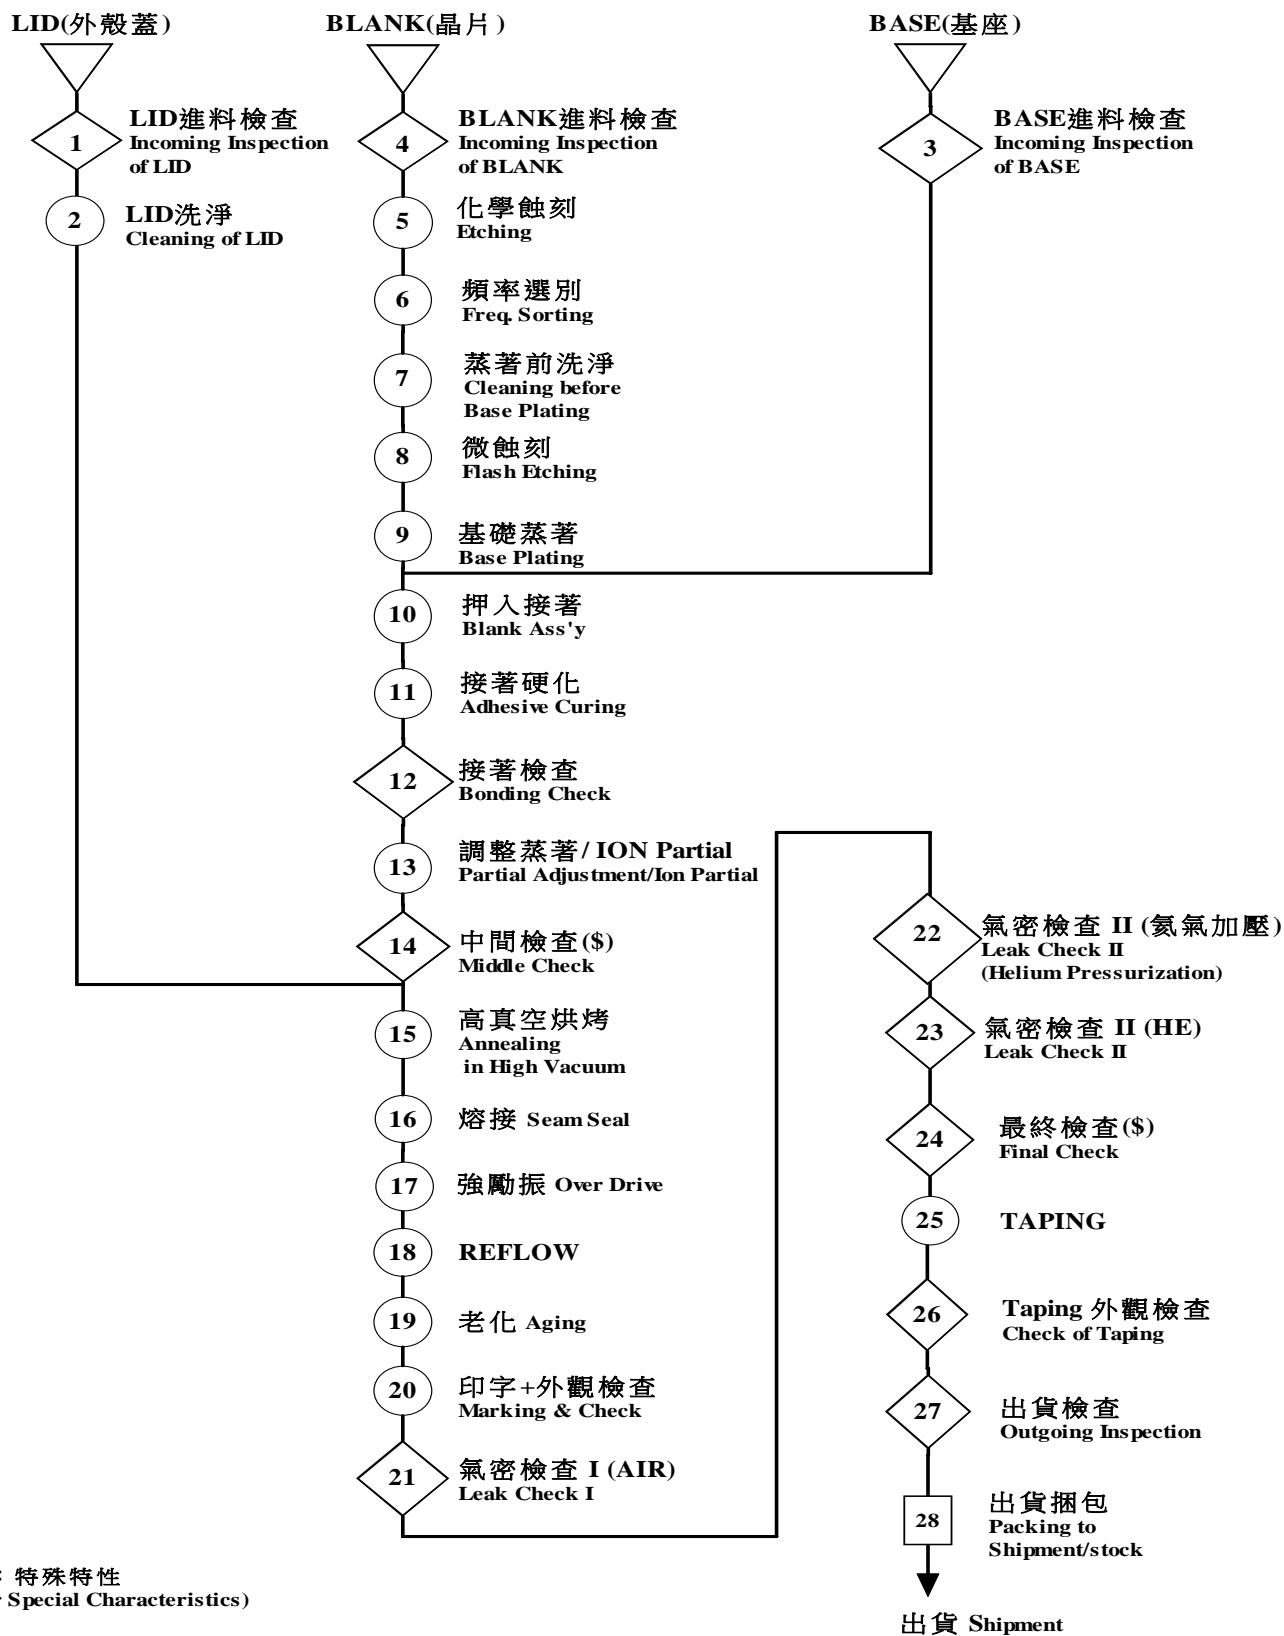 LID(外殼蓋)
BLANK(晶片)
BASE(基座)
1
LID進料檢查
Incoming Inspection
of LID
2
LID洗淨
Cleaning of LID
4
BLANK進料檢查
Incoming Inspection
of BLANK
5
化學蝕刻
Etching
6
頻率選別
Freq. Sorting
7
蒸著前洗淨
Cleaning before
Base Plating
8
微蝕刻
Flash Etching
9
基礎蒸著
Base Plating
3
BASE進料檢查
Incoming Inspection
of BASE
10
押入接著
Blank Ass'y
11
接著硬化
Adhesive Curing
12
接著檢查
Bonding Check
13
調整蒸著/ ION Partial
Partial Adjustment/Ion Partial
14
中間檢查($)
Middle Check
15
高真空烘烤
Annealing
in High Vacuum
16
熔接 Seam Seal
17
強勵振 Over Drive
18
REFLOW
19
老化 Aging
20
印字+外觀檢查
Marking & Check
21
氣密檢查 I (AIR)
Leak Check I
22
氣密檢查 II (氦氣加壓)
Leak Check II
(Helium Pressurization)
23
氣密檢查 II (HE)
Leak Check II
24
最終檢查($)
Final Check
25
TAPING
26
Taping 外觀檢查
Check of Taping
27
出貨檢查
Outgoing Inspection
28
出貨捆包
Packing to
Shipment/stock
出貨 Shipment
: 特殊特性
Special Characteristics)